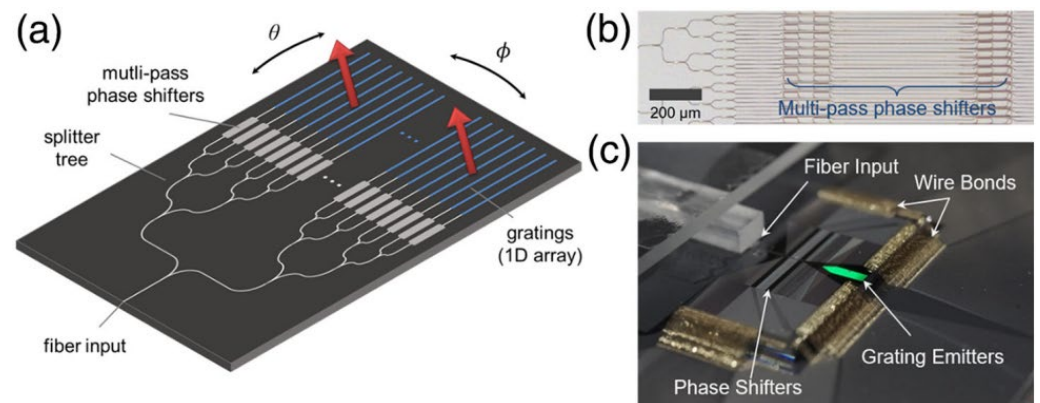 (a)
θ
ϕ
mutli-pass
phase shifters
splitter
tree
gratings
(1D array)
fiber input
(b)
200 μm
Multi-pass phase shifters
(c)
Fiber Input
Wire Bonds
Grating Emitters
Phase Shifters